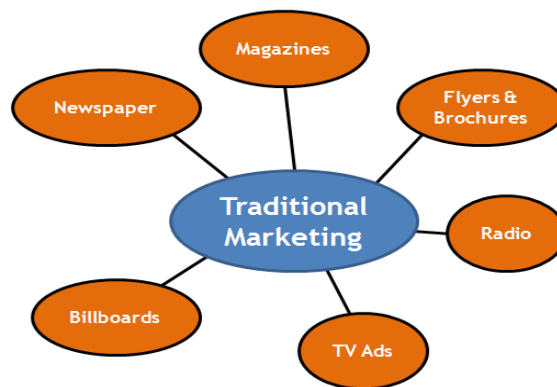 Magazines
Newspaper
Flyers &
Brochures
Traditional
Marketing
Radio
Billboards
TV Ads